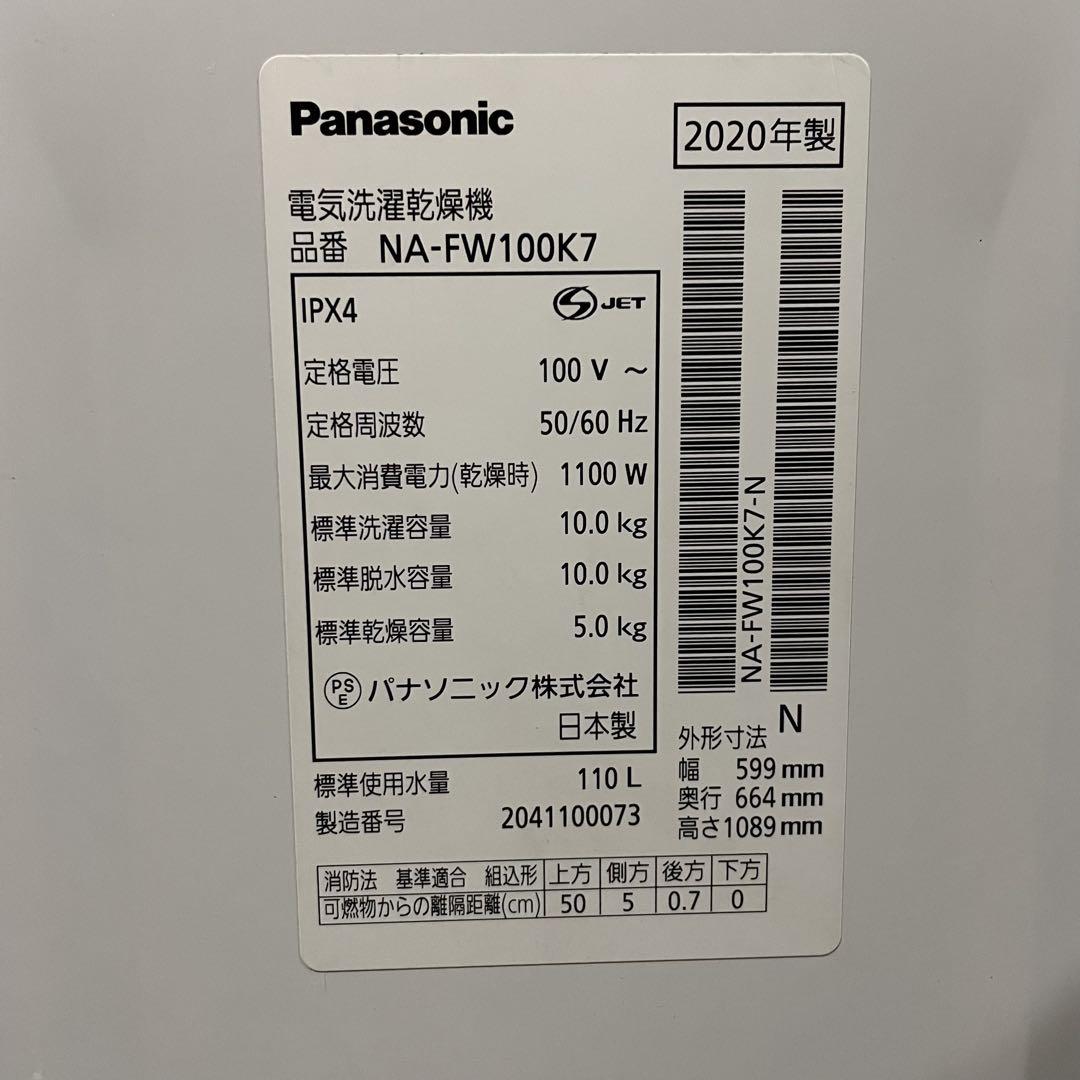 Panasonic
2020年製
電気洗濯乾燥機
品番 NA-FW100K7
IPX4 S JET
定格電圧 100 V ～
定格周波数 50/60 Hz
最大消費電力(乾燥時) 1100 W
標準洗濯容量 10.0 kg
標準脱水容量 10.0 kg
標準乾燥容量 5.0 kg
PSE パナソニック株式会社
日本製
標準使用水量 110 L
製造番号 2041100073
NA-FW100K7-N
N
外形寸法
幅 599 mm
奥行 664 mm
高さ 1089 mm
消防法 基準適合 組込形 上方 側方 後方 下方
可燃物からの離隔距離(cm) 50 5 0.7 0